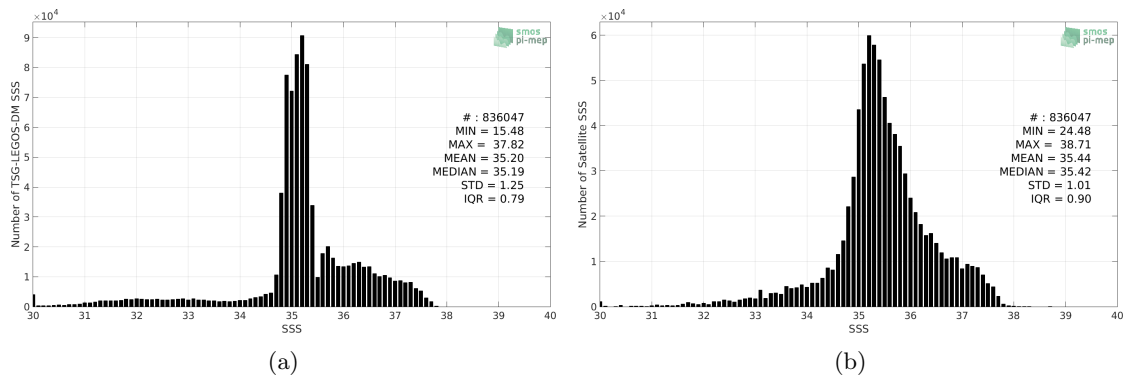 ×10⁴
smos
pi-mep
Number of TSG-LEGOS-DM SSS
9
8
7
6
5
4
3
2
1
0
# : 836047
MIN = 15.48
MAX = 37.82
MEAN = 35.20
MEDIAN = 35.19
STD = 1.25
IQR = 0.79
30 31 32 33 34 35 36 37 38 39 40
SSS
(a)
×10⁴
smos
pi-mep
Number of Satellite SSS
6
5
4
3
2
1
0
# : 836047
MIN = 24.48
MAX = 38.71
MEAN = 35.44
MEDIAN = 35.42
STD = 1.01
IQR = 0.90
30 31 32 33 34 35 36 37 38 39 40
SSS
(b)